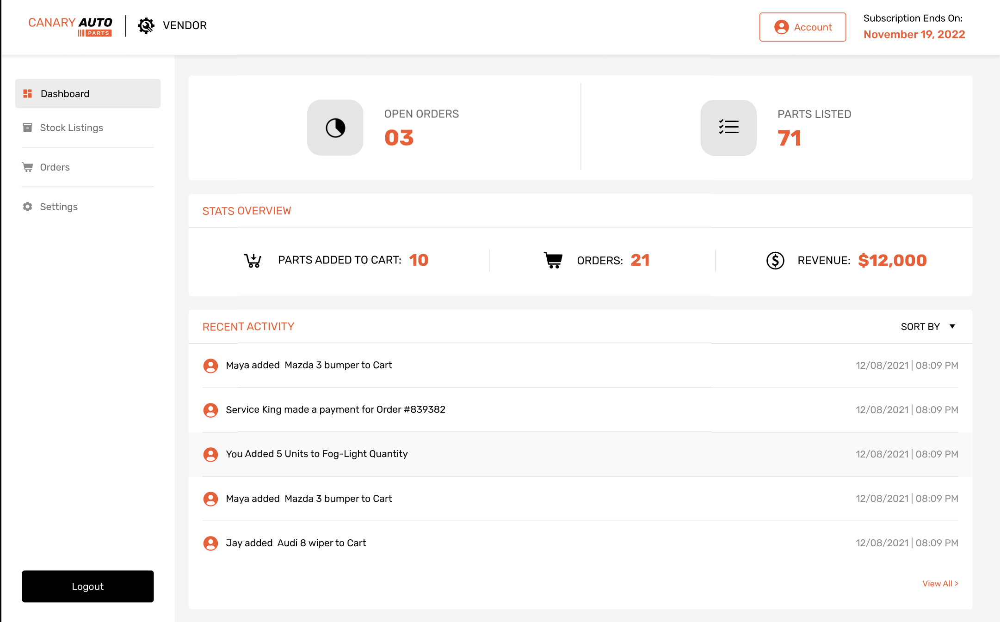 CANARY AUTO
PARTS
VENDOR
Account
Subscription Ends On:
November 19, 2022
Dashboard
Stock Listings
Orders
Settings
Logout
OPEN ORDERS
03
PARTS LISTED
71
STATS OVERVIEW
PARTS ADDED TO CART: 10
ORDERS: 21
REVENUE: $12,000
RECENT ACTIVITY
SORT BY
Maya added Mazda 3 bumper to Cart
12/08/2021 | 08:09 PM
Service King made a payment for Order #839382
12/08/2021 | 08:09 PM
You Added 5 Units to Fog-Light Quantity
12/08/2021 | 08:09 PM
Maya added Mazda 3 bumper to Cart
12/08/2021 | 08:09 PM
Jay added Audi 8 wiper to Cart
12/08/2021 | 08:09 PM
View All >